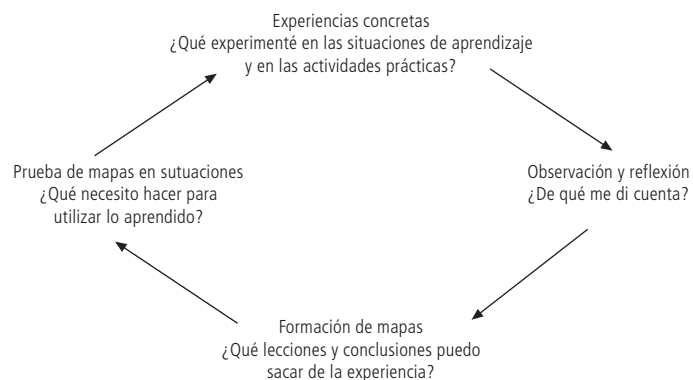 Experiencias concretas
¿Qué experimenté en las situaciones de aprendizaje
y en las actividades prácticas?
Observación y reflexión
¿De qué me di cuenta?
Formación de mapas
¿Qué lecciones y conclusiones puedo
sacar de la experiencia?
Prueba de mapas en sutuaciones
¿Qué necesito hacer para
utilizar lo aprendido?